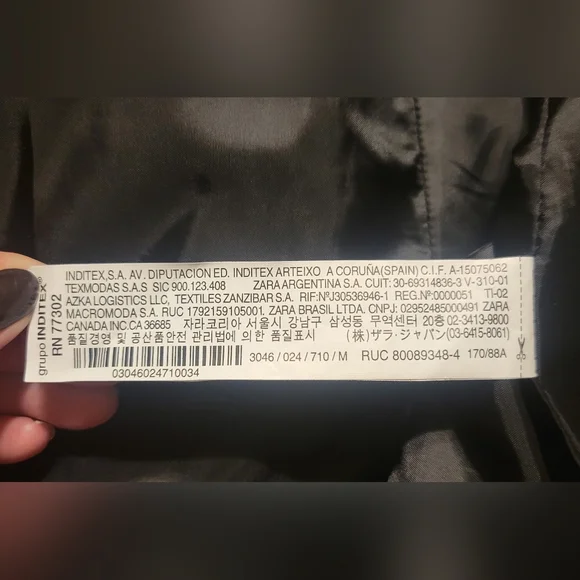 grupo INDITEX
RN 77302
INDITEX,S.A. AV. DIPUTACION ED. INDITEX ARTEIXO A CORUÑA(SPAIN) C.I.F. A-15075062
TEXMODAS S.A.S SIC 900.123.408 ZARA ARGENTINA S.A. CUIT: 30-69314836-3 V-310-01
AZKA LOGISTICS LLC, TEXTILES ZANZIBAR S.A. RIF:NºJ30536946-1 REG.Nº:0000051 TI-02
MACROMODA S.A. RUC 1792159105001. ZARA BRASIL LTDA. CNPJ: 02952485000491 ZARA
CANADA INC.CA 36685 자라코리아 서울시 강남구 삼성동 무역센터 20층 02-3413-9800
품질경영 및 공산품안전 관리법에 의한 품질표시 (株)ザラ・ジャパン(03-6415-8061)
3046 / 024 / 710 / M RUC 80089348-4 170/88A
03046024710034